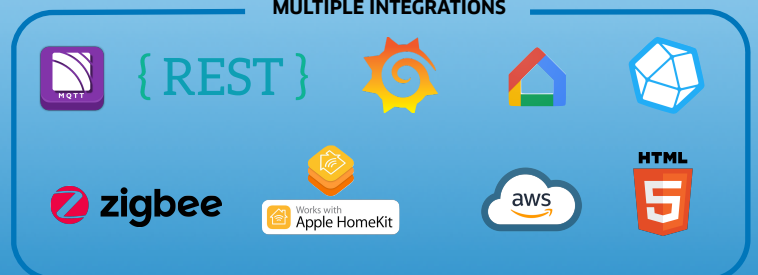 MULTIPLE INTEGRATIONS
MQTT
{ REST }
zigbee
Works with
Apple HomeKit
aws
HTML
5